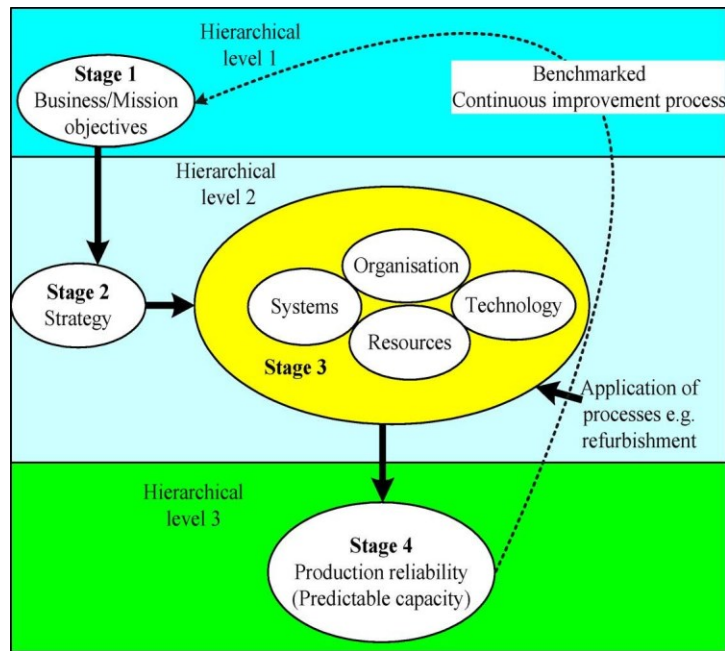 Hierarchical
level 1
Stage 1
Business/Mission
objectives
Benchmarked
Continuous improvement process
Hierarchical
level 2
Stage 2
Strategy
Organisation
Systems
Technology
Resources
Stage 3
Application of
processes e.g.
refurbishment
Hierarchical
level 3
Stage 4
Production reliability
(Predictable capacity)